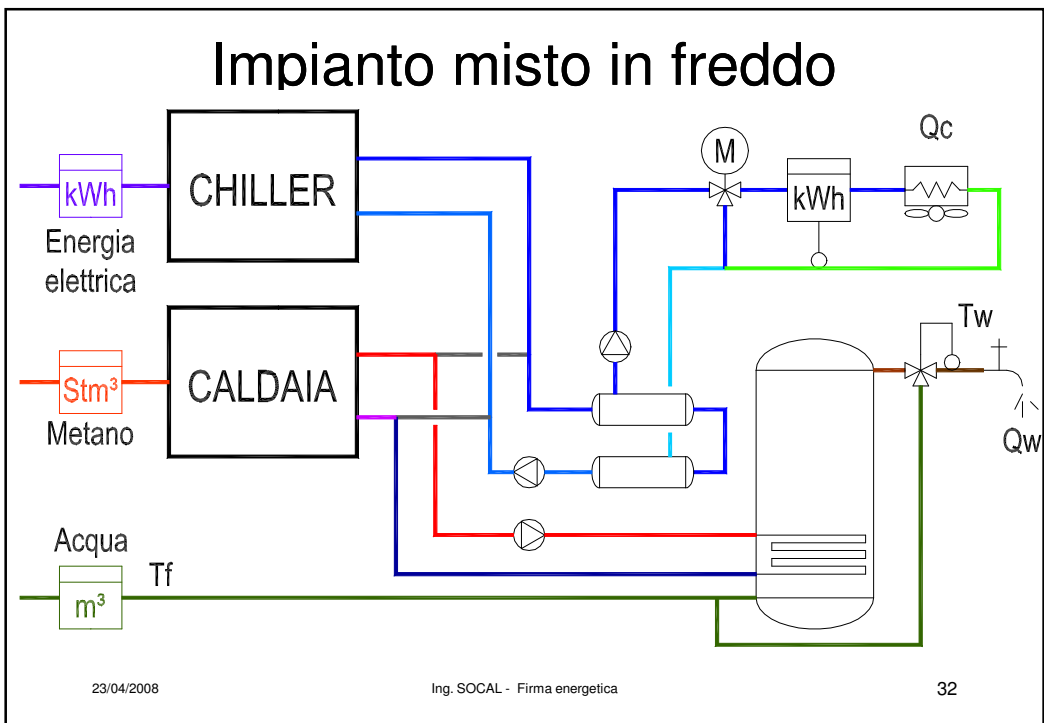 Impianto misto in freddo
kWh
Energia
elettrica
CHILLER
M
kWh
Qc
Stm³
Metano
CALDAIA
Tw
Qw
Acqua
Tf
m³
23/04/2008
Ing. SOCAL - Firma energetica
32